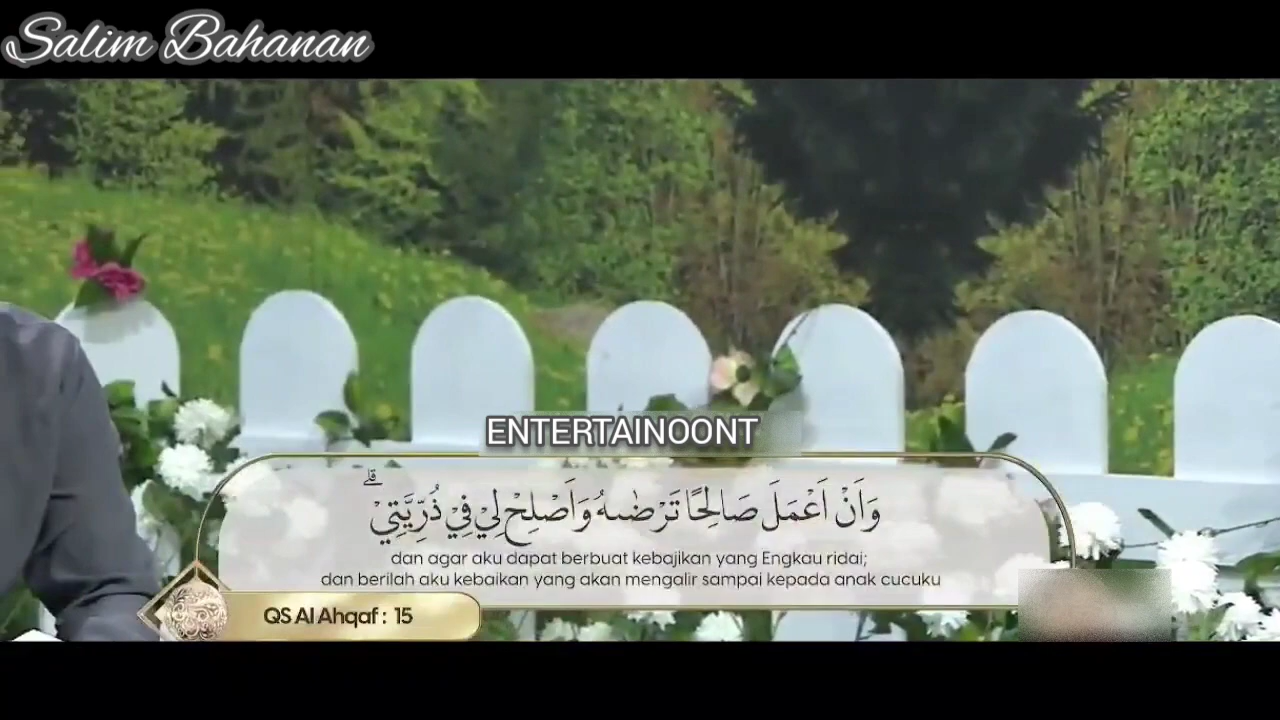 Salim Bahanan
ENTERTAINOONT
وَاَنْ اَعْمَلَ صَالِحًا تَرْضٰىهُ وَاَصْلِحْ لِيْ فِيْ ذُرِّيَّتِيْ ۗ
dan agar aku dapat berbuat kebajikan yang Engkau ridai;
dan berilah aku kebaikan yang akan mengalir sampai kepada anak cucuku
QS Al Ahqaf : 15